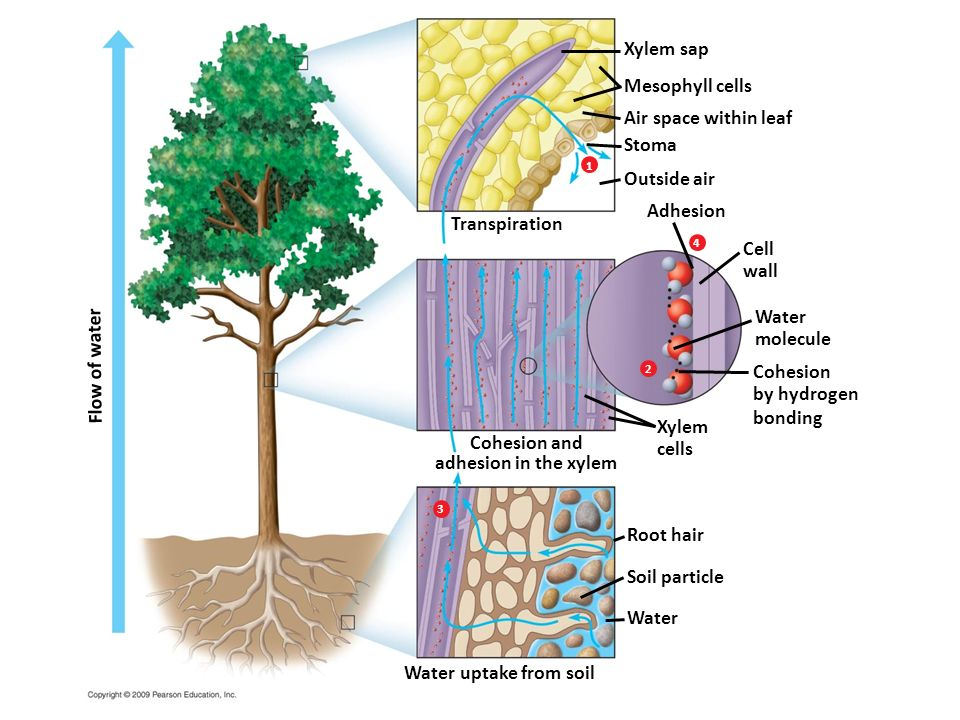 Xylem sap
Mesophyll cells
Air space within leaf
Stoma
1
Outside air
Transpiration
Adhesion
4
Cell
wall
Flow of water
Water
molecule
2
Cohesion
by hydrogen
bonding
Xylem
cells
Cohesion and
adhesion in the xylem
3
Root hair
Soil particle
Water
Water uptake from soil
Copyright © 2009 Pearson Education, Inc.